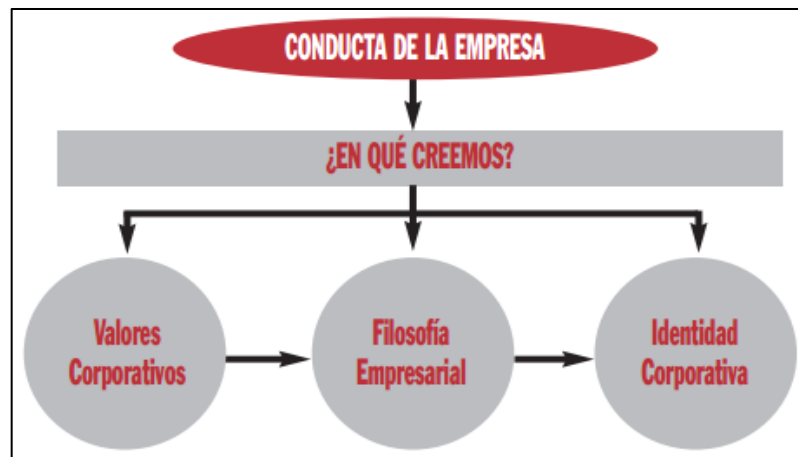 CONDUCTA DE LA EMPRESA
¿EN QUÉ CREEMOS?
Valores
Corporativos
Filosofía
Empresarial
Identidad
Corporativa